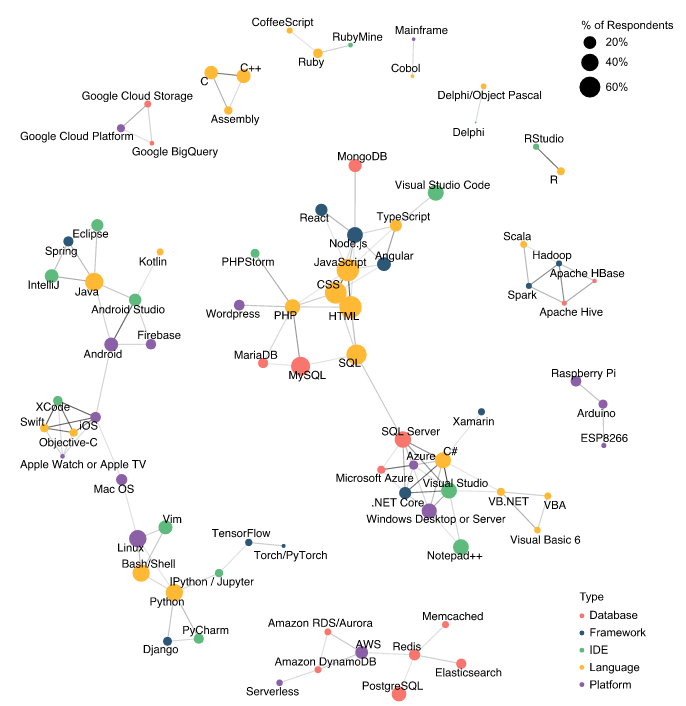 CoffeeScript
RubyMine
Ruby
Mainframe
Cobol
% of Respondents
20%
40%
60%
C
C++
Assembly
Google Cloud Storage
Google Cloud Platform
Google BigQuery
Delphi/Object Pascal
Delphi
RStudio
R
MongoDB
Visual Studio Code
React
TypeScript
Node.js
Angular
JavaScript
PHPStorm
CSS
Wordpress
PHP
HTML
MariaDB
MySQL
SQL
Eclipse
Spring
Kotlin
IntelliJ
Java
Android Studio
Firebase
Android
Scala
Hadoop
Apache HBase
Spark
Apache Hive
Raspberry Pi
Arduino
ESP8266
XCode
Swift
iOS
Objective-C
Apple Watch or Apple TV
Mac OS
Xamarin
SQL Server
C#
Azure
Microsoft Azure
Visual Studio
.NET Core
VB.NET
VBA
Windows Desktop or Server
Visual Basic 6
Notepad++
Vim
Linux
TensorFlow
Torch/PyTorch
Bash/Shell
IPython / Jupyter
Python
PyCharm
Django
Amazon RDS/Aurora
Memcached
AWS
Redis
Amazon DynamoDB
Elasticsearch
Serverless
PostgreSQL
Type
Database
Framework
IDE
Language
Platform